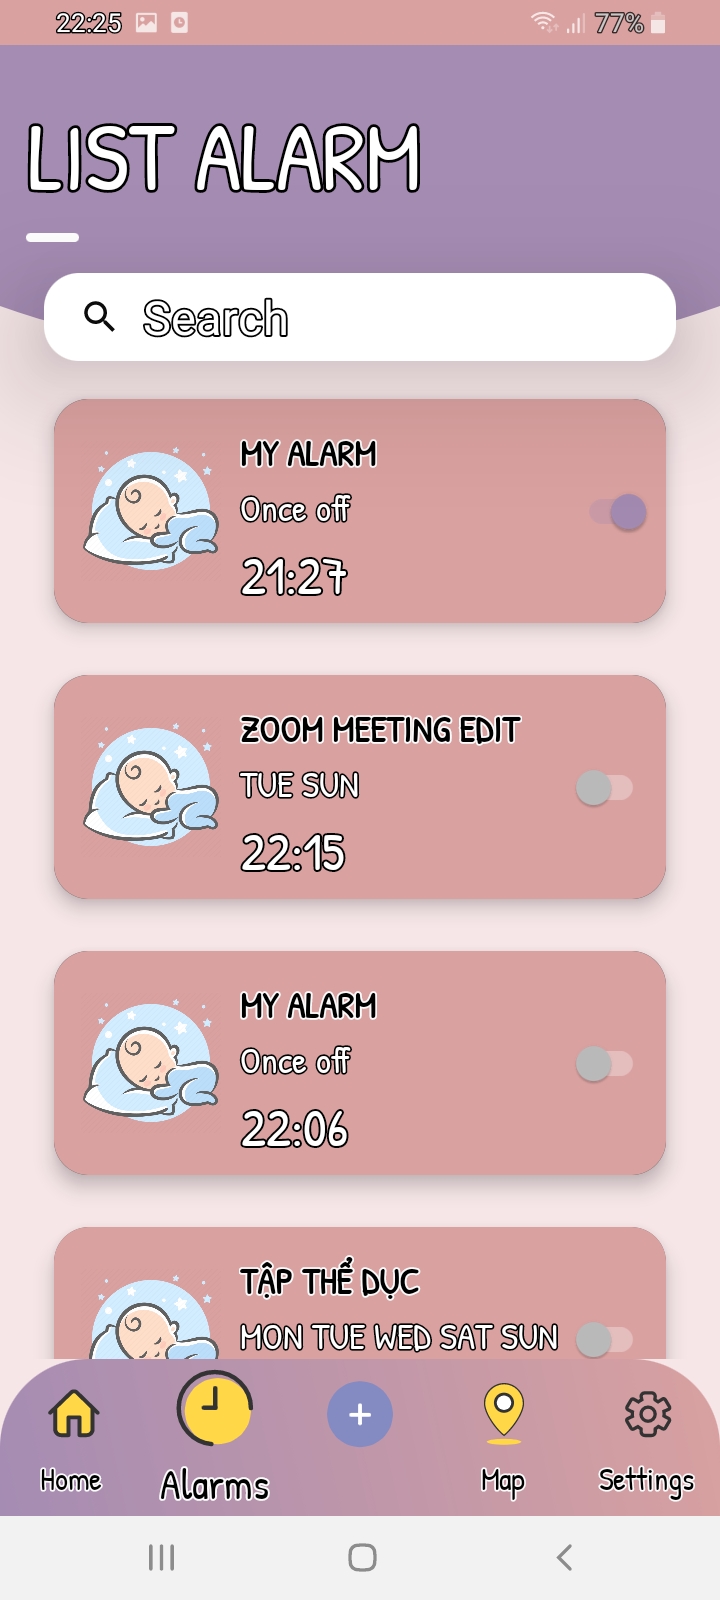 22:25 77%
LIST ALARM
Search
MY ALARM
Once off
21:27
ZOOM MEETING EDIT
TUE SUN
22:15
MY ALARM
Once off
22:06
TẬP THỂ DỤC
MON TUE WED SAT SUN
Home Alarms Map Settings